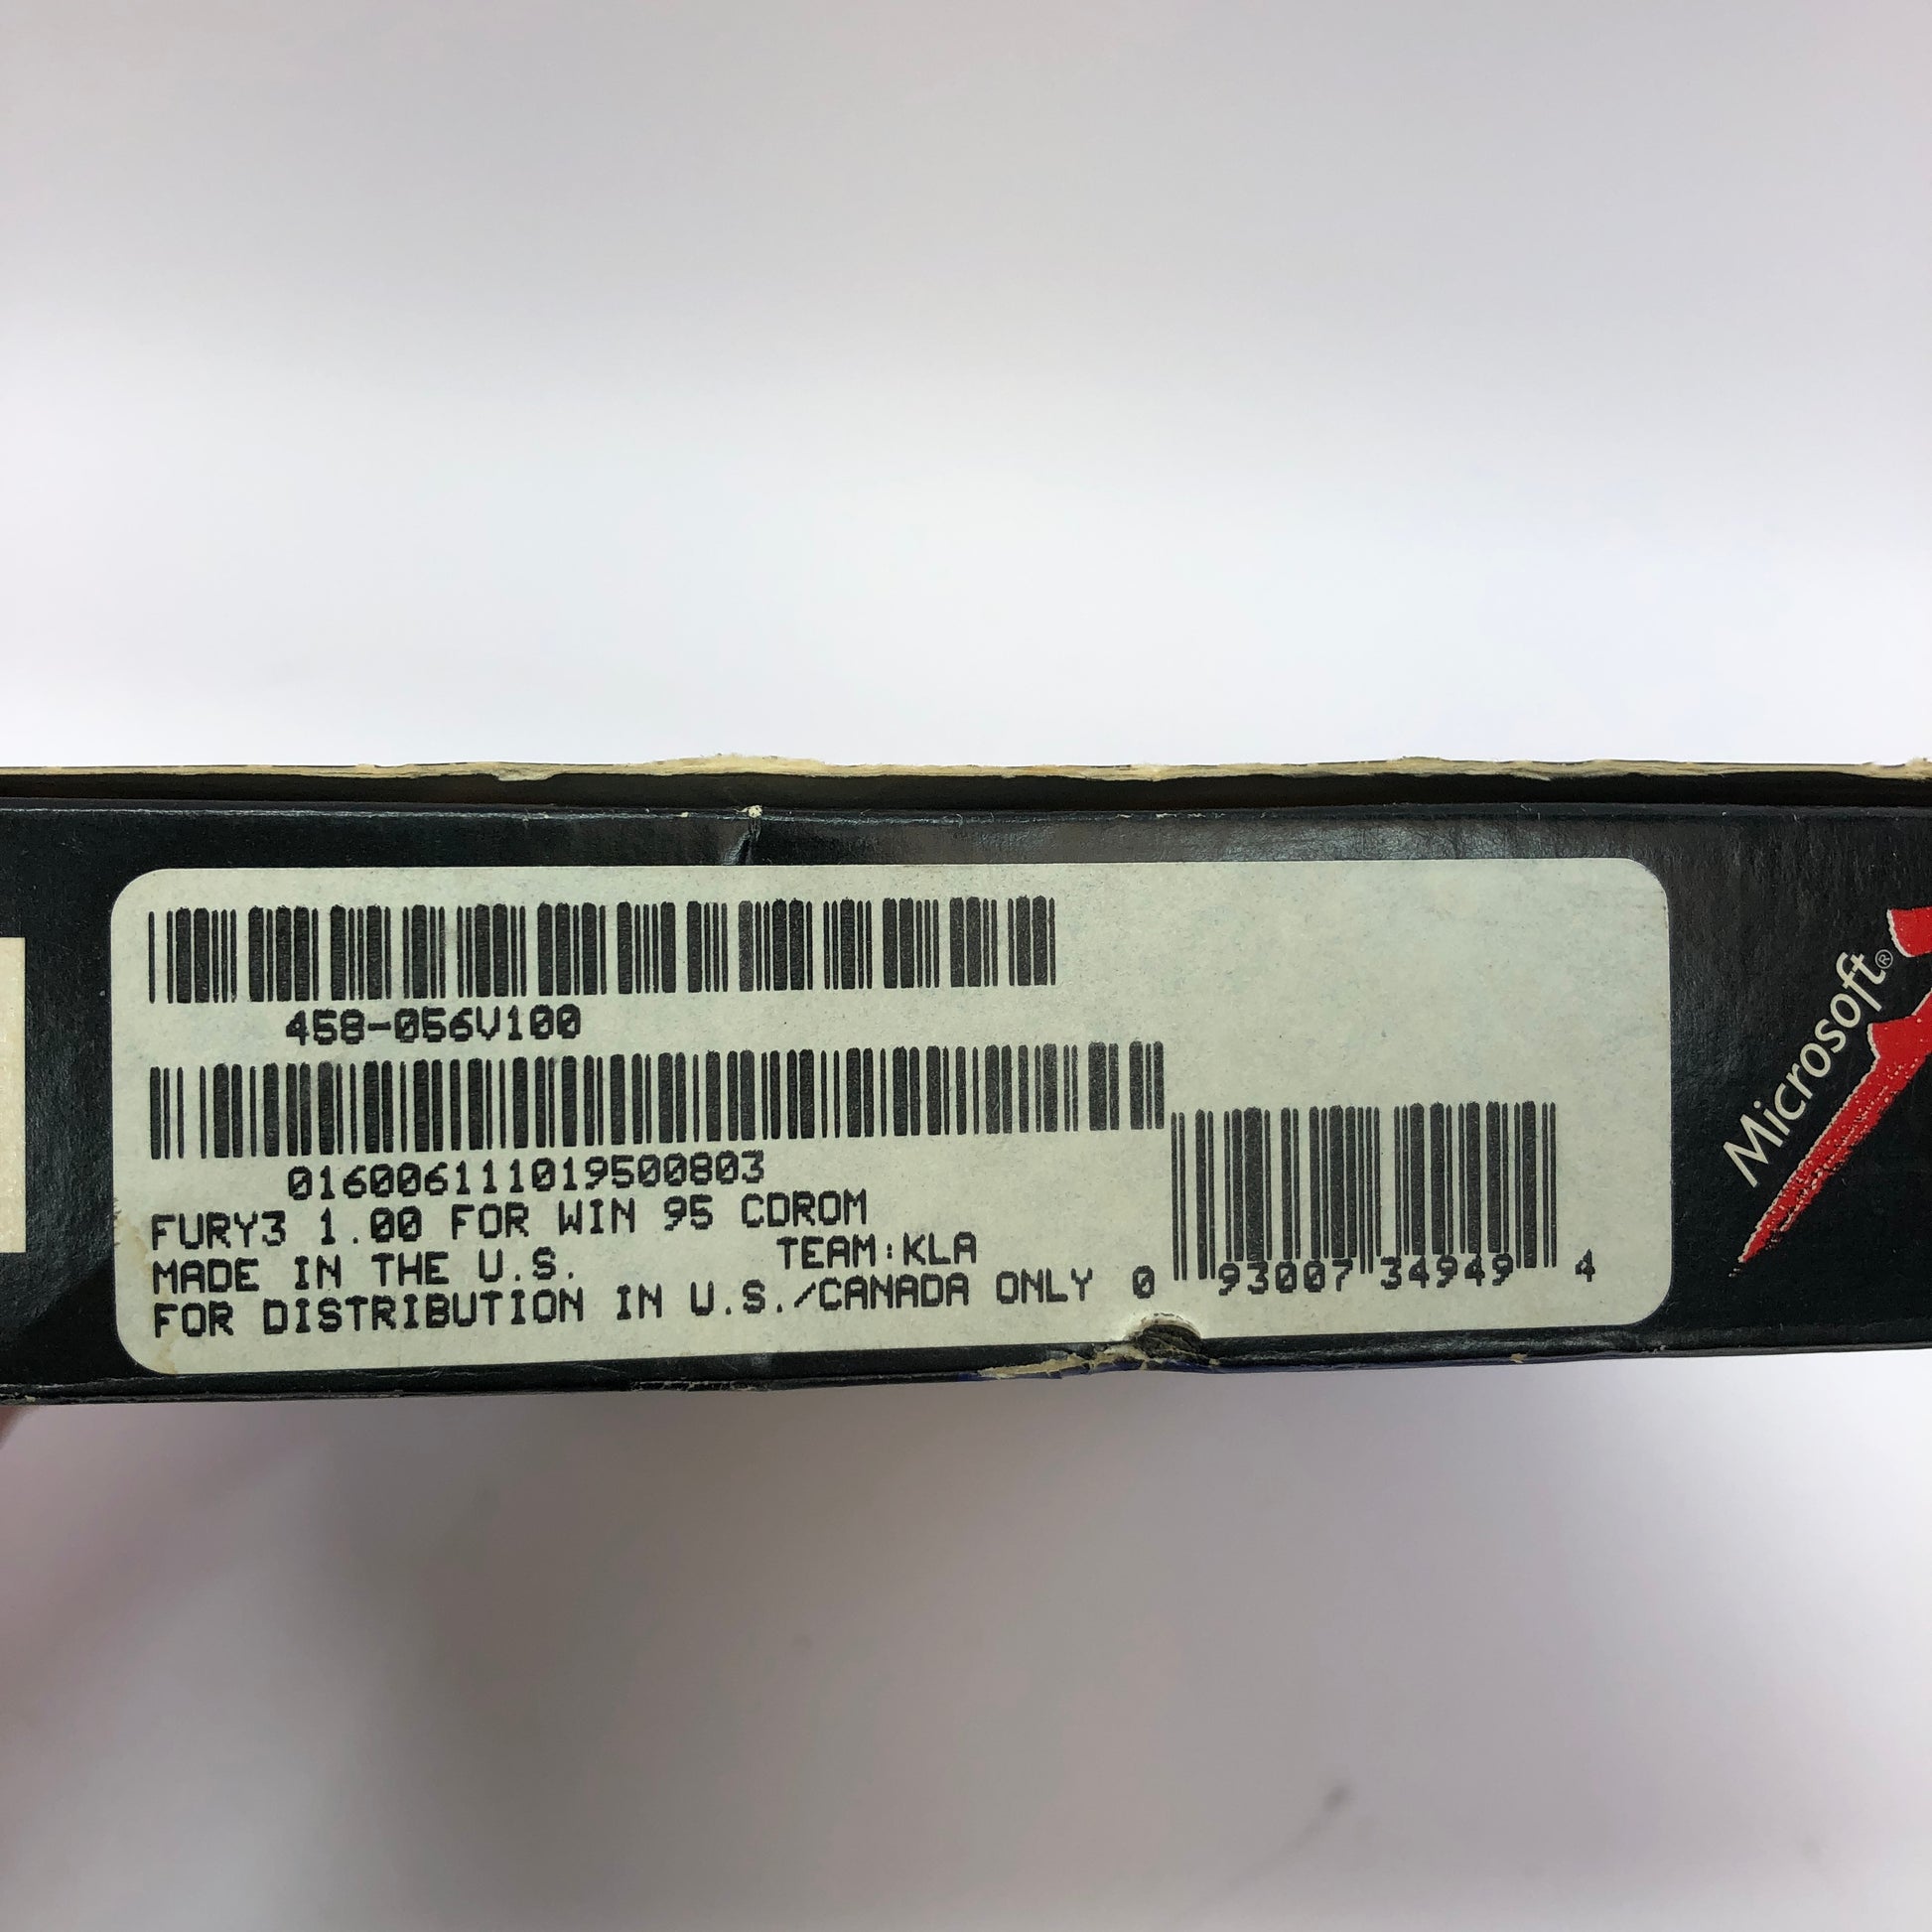 458-056V100
016006111019500803
FURY3 1.00 FOR WIN 95 CDROM
MADE IN THE U.S. TEAM:KLA
FOR DISTRIBUTION IN U.S./CANADA ONLY
0 93007 34949 4
Microsoft®